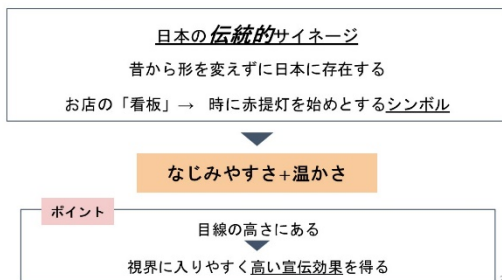 日本の伝統的サイネージ
昔から形を変えずに日本に存在する
お店の「看板」→　時に赤提灯を始めとするシンボル
なじみやすさ+温かさ
ポイント
目線の高さにある
視界に入りやすく高い宣伝効果を得る